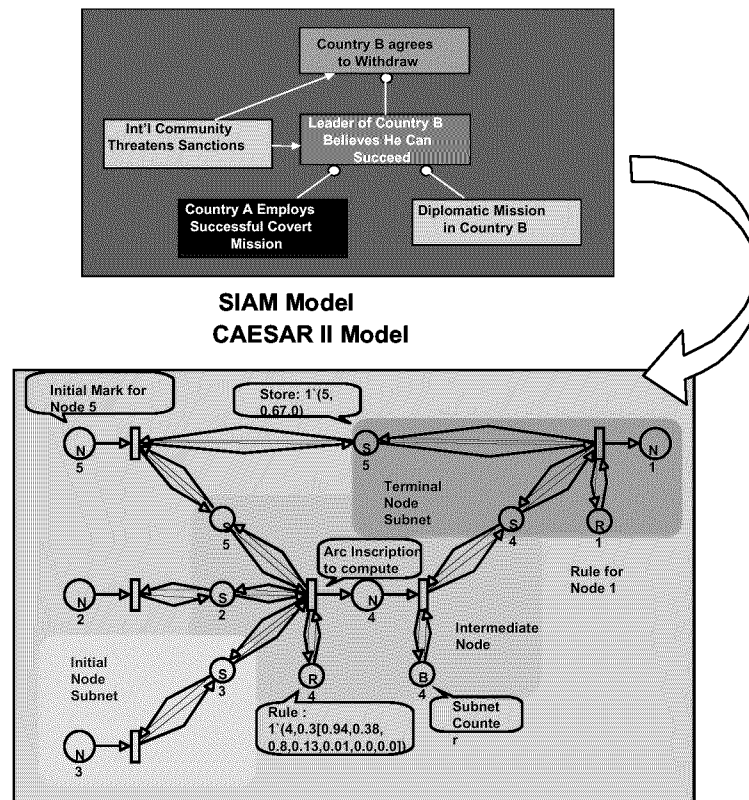 Country B agrees
to Withdraw
Int'l Community
Threatens Sanctions
Leader of Country B
Believes He Can
Succeed
Country A Employs
Successful Covert
Mission
Diplomatic Mission
in Country B
SIAM Model
CAESAR II Model
Initial Mark for
Node 5
Store: 1`(5,
0.67,0)
N
5
S
5
N
1
Terminal
Node
Subnet
S
5
S
4
R
1
Arc Inscription
to compute
Rule for
Node 1
N
2
S
2
N
4
Intermediate
Node
Initial
Node
Subnet
S
3
R
4
B
4
Rule :
1`(4,0.3[0.94,0.38,
0.8,0.13,0.01,0.0,0.0])
Subnet
Counte
r
N
3